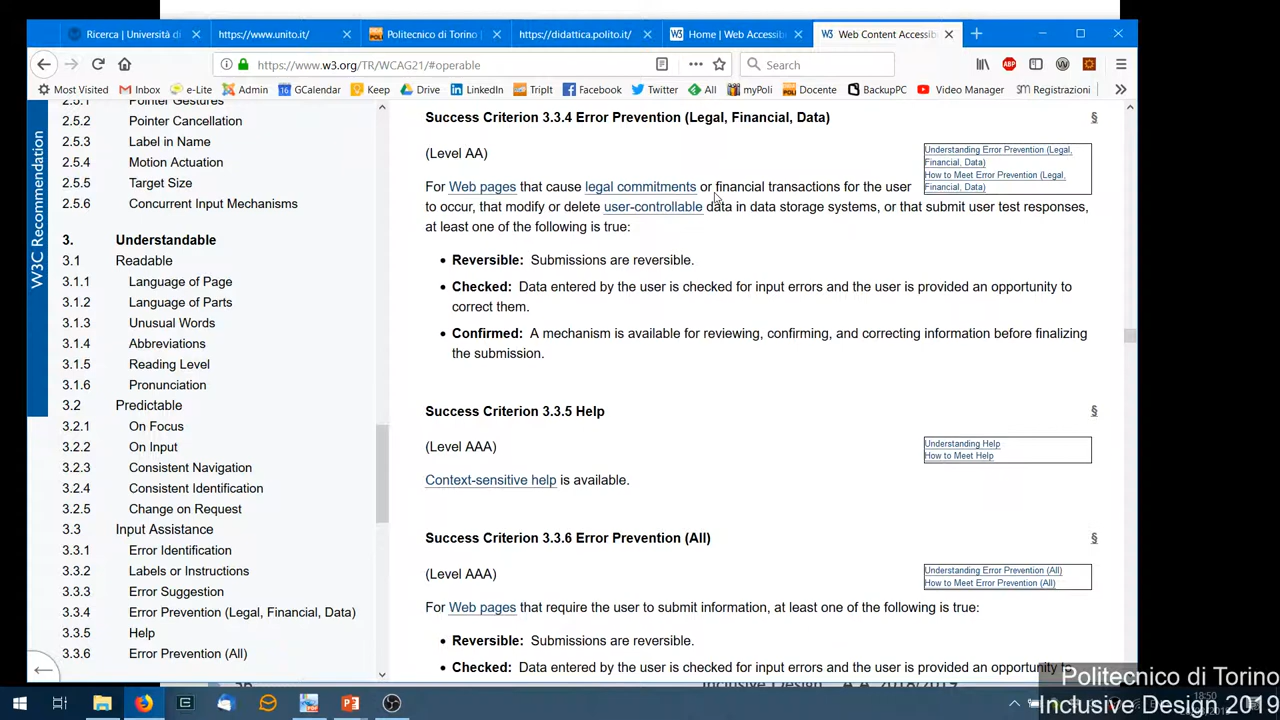 Ricerca | Università di
https://www.unito.it/
Politecnico di Torino |
https://didattica.polito.it/
Home | Web Accessib
Web Content Accessib
https://www.w3.org/TR/WCAG21/#operable
Search
Most Visited
Inbox
e-Lite
Admin
GCalendar
Keep
Drive
LinkedIn
TripIt
Facebook
Twitter
All
myPoli
Docente
BackupPC
Video Manager
Registrazioni
W3C Recommendation
2.5.1 Pointer Gestures
2.5.2 Pointer Cancellation
2.5.3 Label in Name
2.5.4 Motion Actuation
2.5.5 Target Size
2.5.6 Concurrent Input Mechanisms
3. Understandable
3.1 Readable
3.1.1 Language of Page
3.1.2 Language of Parts
3.1.3 Unusual Words
3.1.4 Abbreviations
3.1.5 Reading Level
3.1.6 Pronunciation
3.2 Predictable
3.2.1 On Focus
3.2.2 On Input
3.2.3 Consistent Navigation
3.2.4 Consistent Identification
3.2.5 Change on Request
3.3 Input Assistance
3.3.1 Error Identification
3.3.2 Labels or Instructions
3.3.3 Error Suggestion
3.3.4 Error Prevention (Legal, Financial, Data)
3.3.5 Help
3.3.6 Error Prevention (All)
Success Criterion 3.3.4 Error Prevention (Legal, Financial, Data) §
(Level AA)
Understanding Error Prevention (Legal,
Financial, Data)
How to Meet Error Prevention (Legal,
Financial, Data)
For Web pages that cause legal commitments or financial transactions for the user
to occur, that modify or delete user-controllable data in data storage systems, or that submit user test responses,
at least one of the following is true:
• Reversible: Submissions are reversible.
• Checked: Data entered by the user is checked for input errors and the user is provided an opportunity to
correct them.
• Confirmed: A mechanism is available for reviewing, confirming, and correcting information before finalizing
the submission.
Success Criterion 3.3.5 Help §
(Level AAA)
Understanding Help
How to Meet Help
Context-sensitive help is available.
Success Criterion 3.3.6 Error Prevention (All) §
(Level AAA)
Understanding Error Prevention (All)
How to Meet Error Prevention (All)
For Web pages that require the user to submit information, at least one of the following is true:
• Reversible: Submissions are reversible.
• Checked: Data entered by the user is checked for input errors and the user is provided an opportunity to
Inclusive Design A.A. 2018/2019
18:50
Politecnico di Torino
Inclusive Design 2019